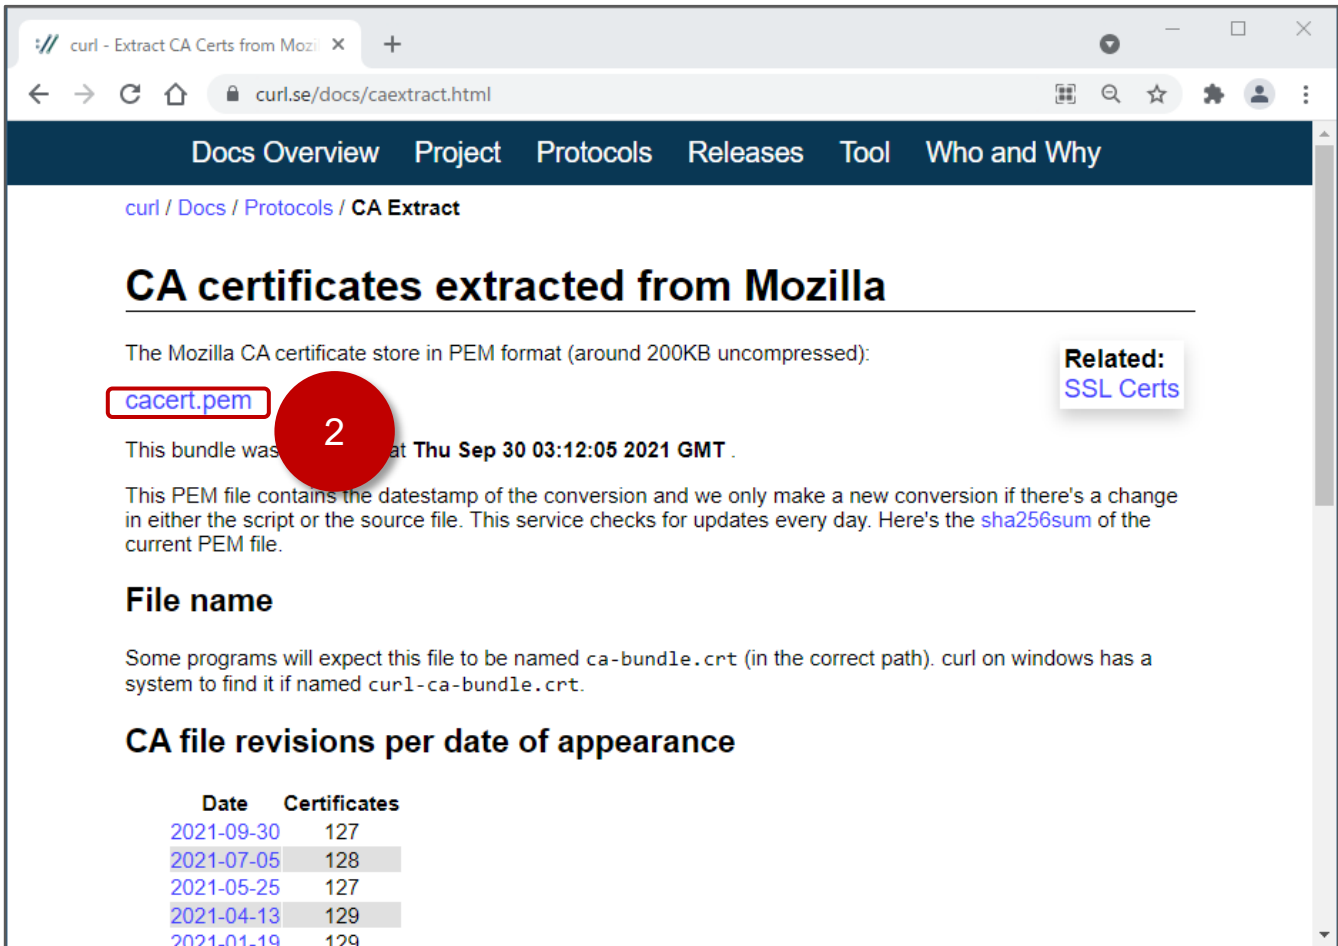 curl - Extract CA Certs from Mozil
curl.se/docs/caextract.html
Docs Overview Project Protocols Releases Tool Who and Why
curl / Docs / Protocols / CA Extract
CA certificates extracted from Mozilla
The Mozilla CA certificate store in PEM format (around 200KB uncompressed):
Related:
SSL Certs
cacert.pem
2
This bundle was at Thu Sep 30 03:12:05 2021 GMT .
This PEM file contains the datestamp of the conversion and we only make a new conversion if there's a change
in either the script or the source file. This service checks for updates every day. Here's the sha256sum of the
current PEM file.
File name
Some programs will expect this file to be named ca-bundle.crt (in the correct path). curl on windows has a
system to find it if named curl-ca-bundle.crt.
CA file revisions per date of appearance
Date Certificates
2021-09-30 127
2021-07-05 128
2021-05-25 127
2021-04-13 129
2021-01-19 129